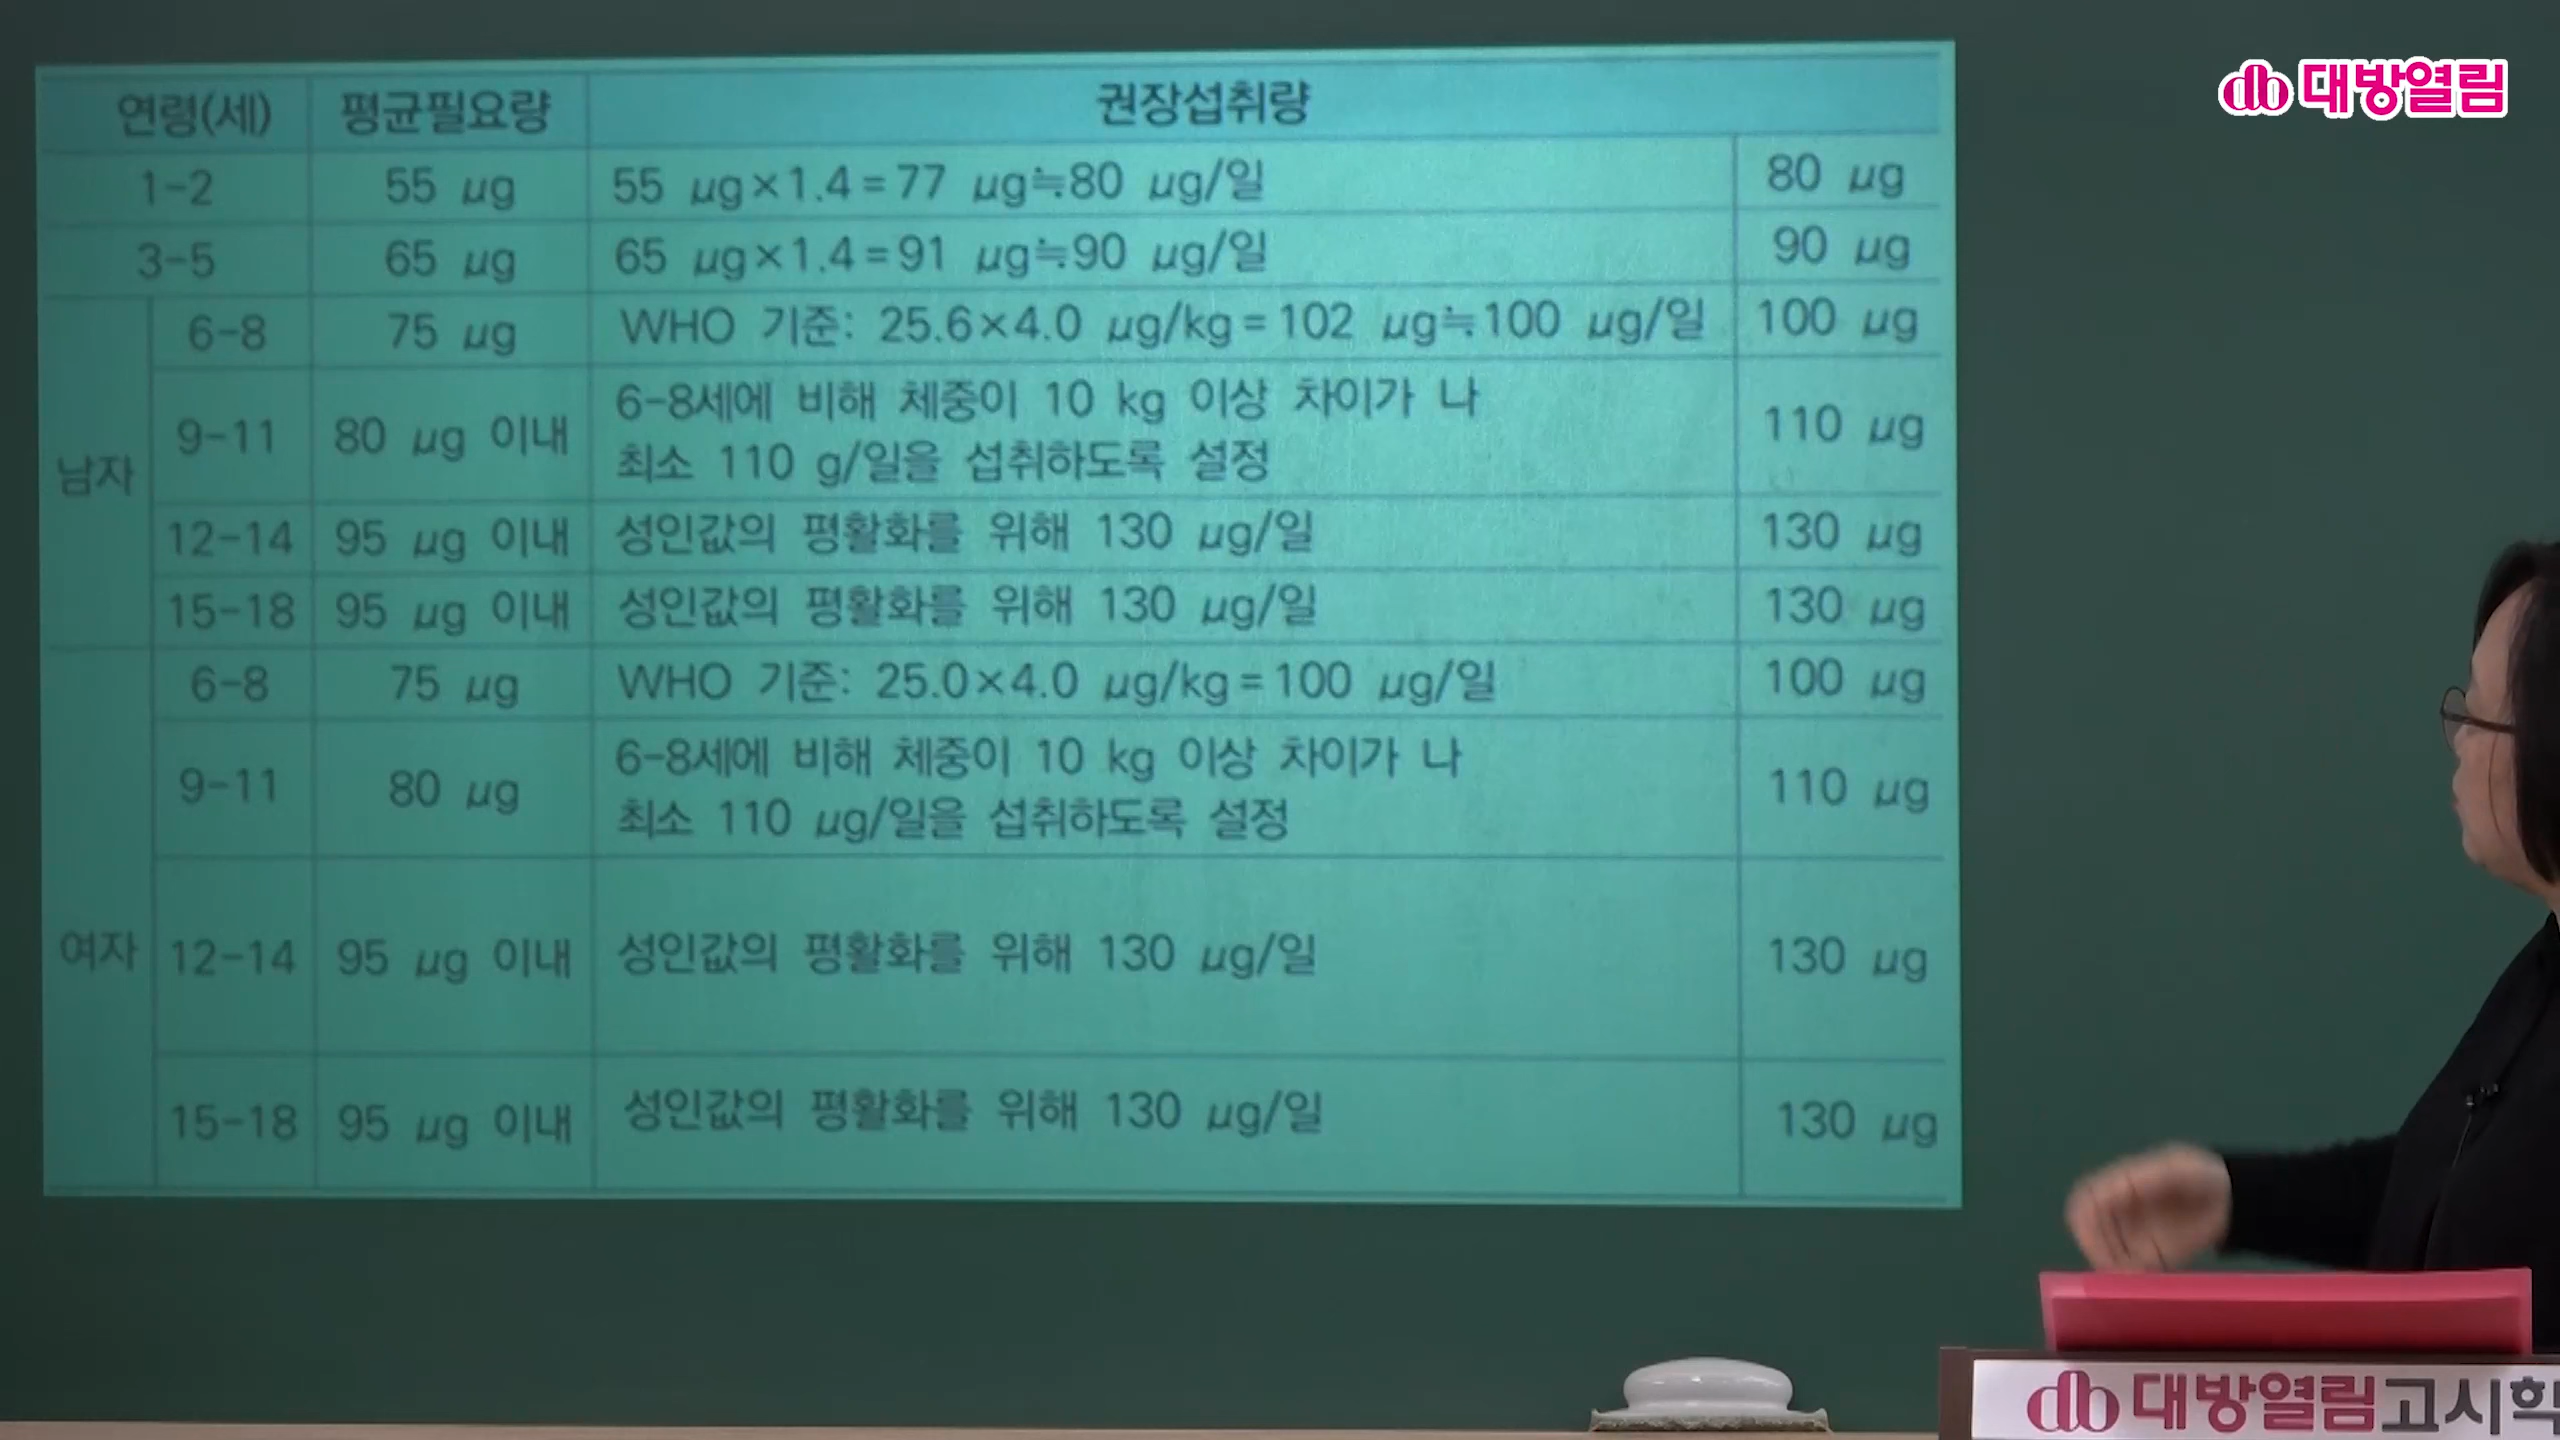 대방열림
연령(세) 평균필요량 권장섭취량
1-2 55 μg 55 μg×1.4=77 μg≒80 μg/일 80 μg
3-5 65 μg 65 μg×1.4=91 μg≒90 μg/일 90 μg
남자
6-8 75 μg WHO 기준: 25.6×4.0 μg/kg=102 μg≒100 μg/일 100 μg
9-11 80 μg 이내 6-8세에 비해 체중이 10 kg 이상 차이가 나
최소 110 g/일을 섭취하도록 설정 110 μg
12-14 95 μg 이내 성인값의 평활화를 위해 130 μg/일 130 μg
15-18 95 μg 이내 성인값의 평활화를 위해 130 μg/일 130 μg
여자
6-8 75 μg WHO 기준: 25.0×4.0 μg/kg=100 μg/일 100 μg
9-11 80 μg 6-8세에 비해 체중이 10 kg 이상 차이가 나
최소 110 μg/일을 섭취하도록 설정 110 μg
12-14 95 μg 이내 성인값의 평활화를 위해 130 μg/일 130 μg
15-18 95 μg 이내 성인값의 평활화를 위해 130 μg/일 130 μg
대방열림고시학